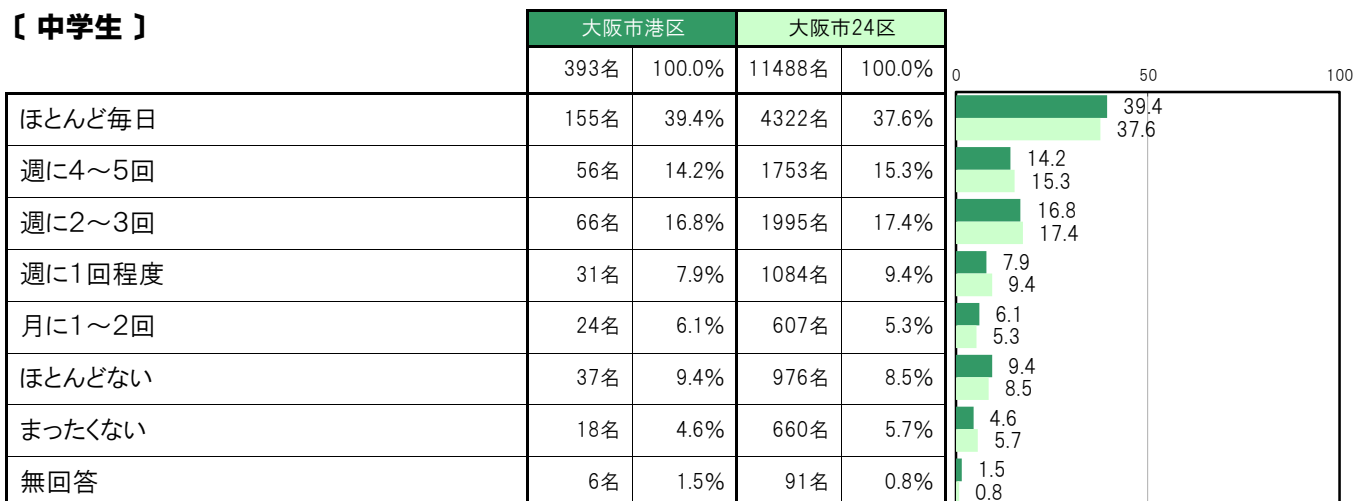 〔 中学生 〕
大阪市港区 大阪市24区
393名 100.0% 11488名 100.0%
0 50 100
ほとんど毎日 155名 39.4% 4322名 37.6%
39.4
37.6
週に4～5回 56名 14.2% 1753名 15.3%
14.2
15.3
週に2～3回 66名 16.8% 1995名 17.4%
16.8
17.4
週に1回程度 31名 7.9% 1084名 9.4%
7.9
9.4
月に1～2回 24名 6.1% 607名 5.3%
6.1
5.3
ほとんどない 37名 9.4% 976名 8.5%
9.4
8.5
まったくない 18名 4.6% 660名 5.7%
4.6
5.7
無回答 6名 1.5% 91名 0.8%
1.5
0.8